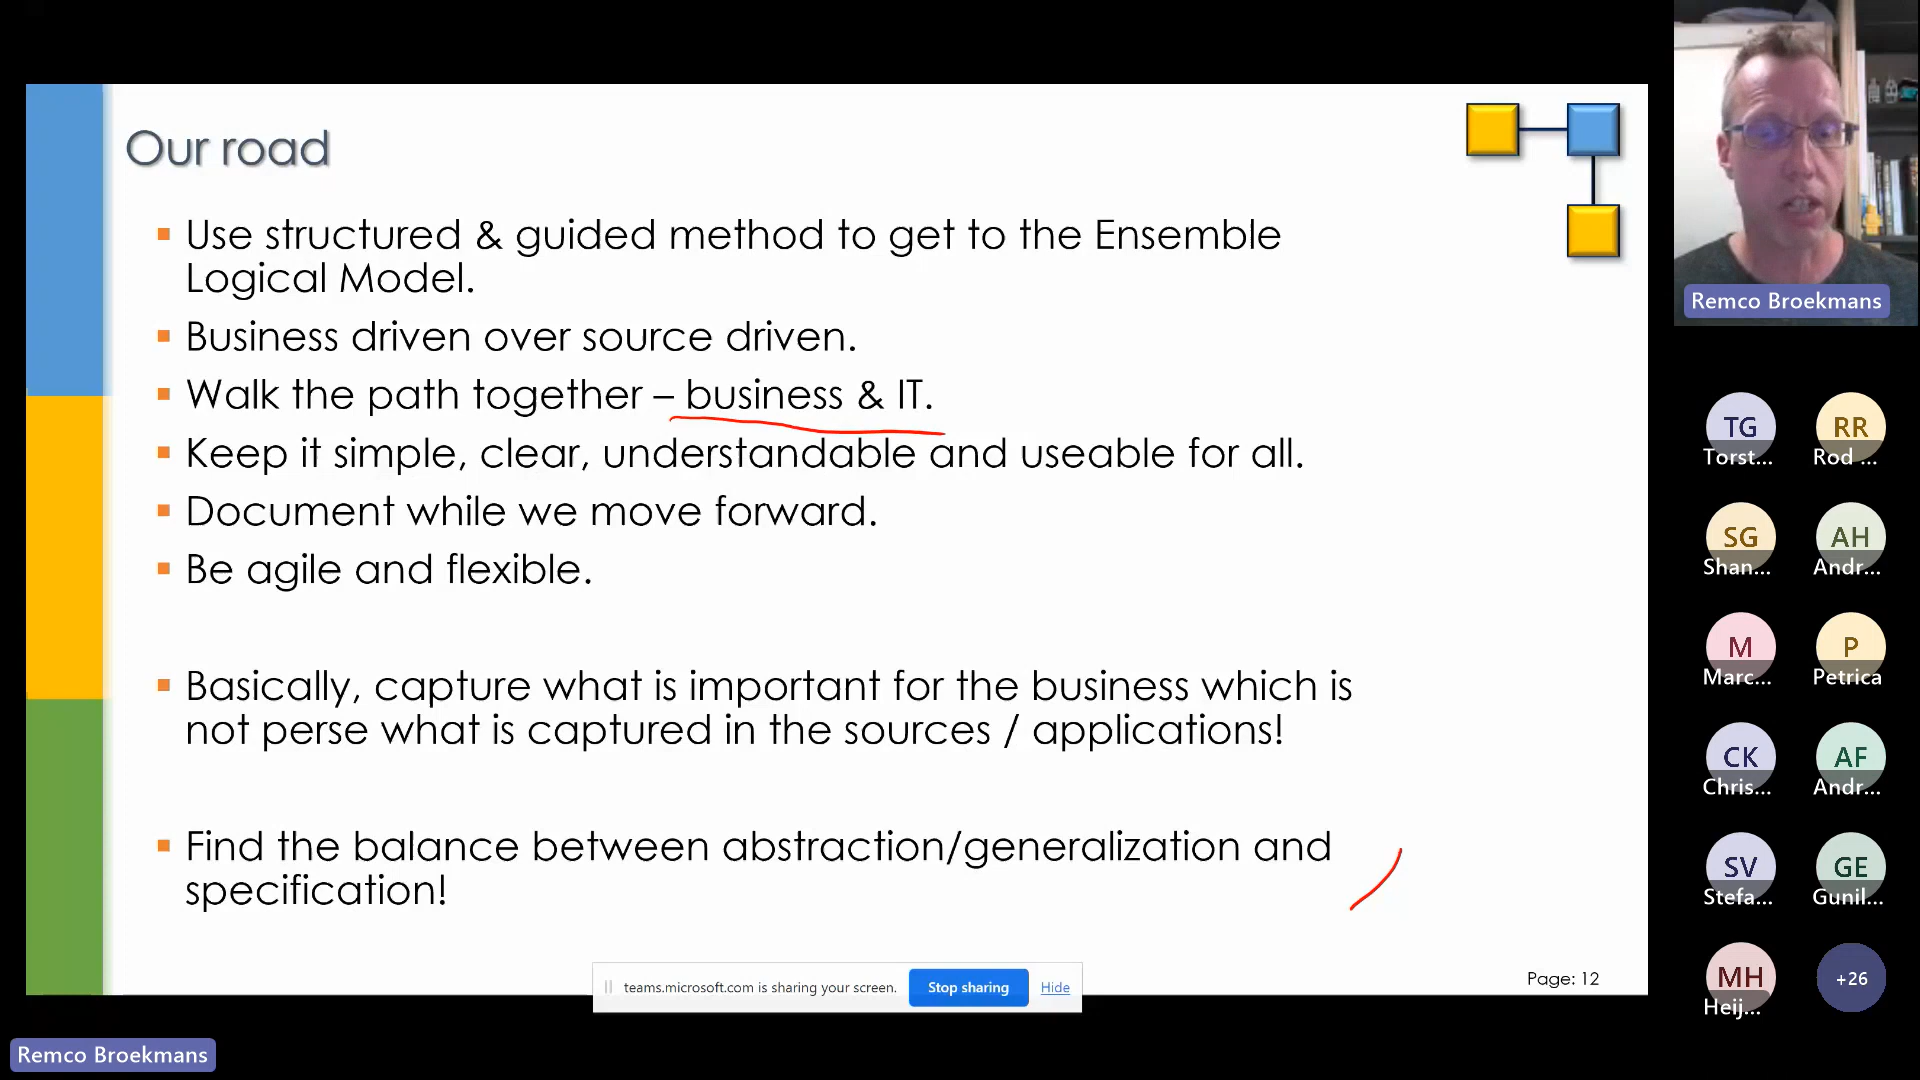 Our road
Use structured & guided method to get to the Ensemble
Logical Model.
Business driven over source driven.
Walk the path together – business & IT.
Keep it simple, clear, understandable and useable for all.
Document while we move forward.
Be agile and flexible.
Basically, capture what is important for the business which is
not perse what is captured in the sources / applications!
Find the balance between abstraction/generalization and
specification!
Page: 12
teams.microsoft.com is sharing your screen.
Stop sharing
Hide
Remco Broekmans
Remco Broekmans
TG
Torst...
RR
Rod ...
SG
Shan...
AH
Andr...
M
Marc...
P
Petrica
CK
Chris...
AF
Andr...
SV
Stefa...
GE
Gunil...
MH
Heij...
+26